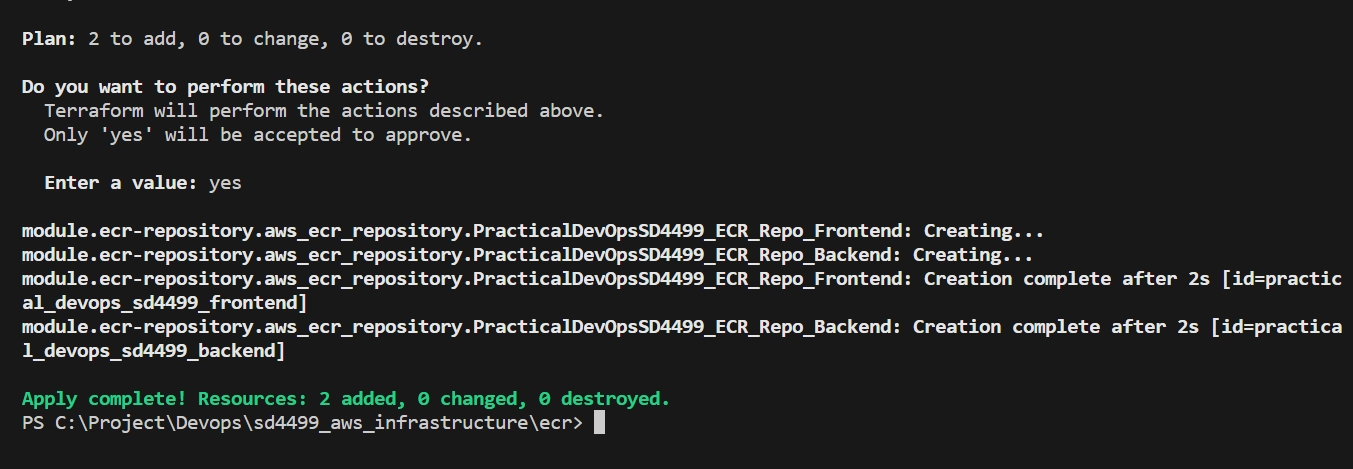 Plan: 2 to add, 0 to change, 0 to destroy.
Do you want to perform these actions?
Terraform will perform the actions described above.
Only 'yes' will be accepted to approve.
Enter a value: yes
module.ecr-repository.aws_ecr_repository.PracticalDevOpsSD4499_ECR_Repo_Frontend: Creating...
module.ecr-repository.aws_ecr_repository.PracticalDevOpsSD4499_ECR_Repo_Backend: Creating...
module.ecr-repository.aws_ecr_repository.PracticalDevOpsSD4499_ECR_Repo_Frontend: Creation complete after 2s [id=practic
al_devops_sd4499_frontend]
module.ecr-repository.aws_ecr_repository.PracticalDevOpsSD4499_ECR_Repo_Backend: Creation complete after 2s [id=practica
l_devops_sd4499_backend]
Apply complete! Resources: 2 added, 0 changed, 0 destroyed.
PS C:\Project\Devops\sd4499_aws_infrastructure\ecr>